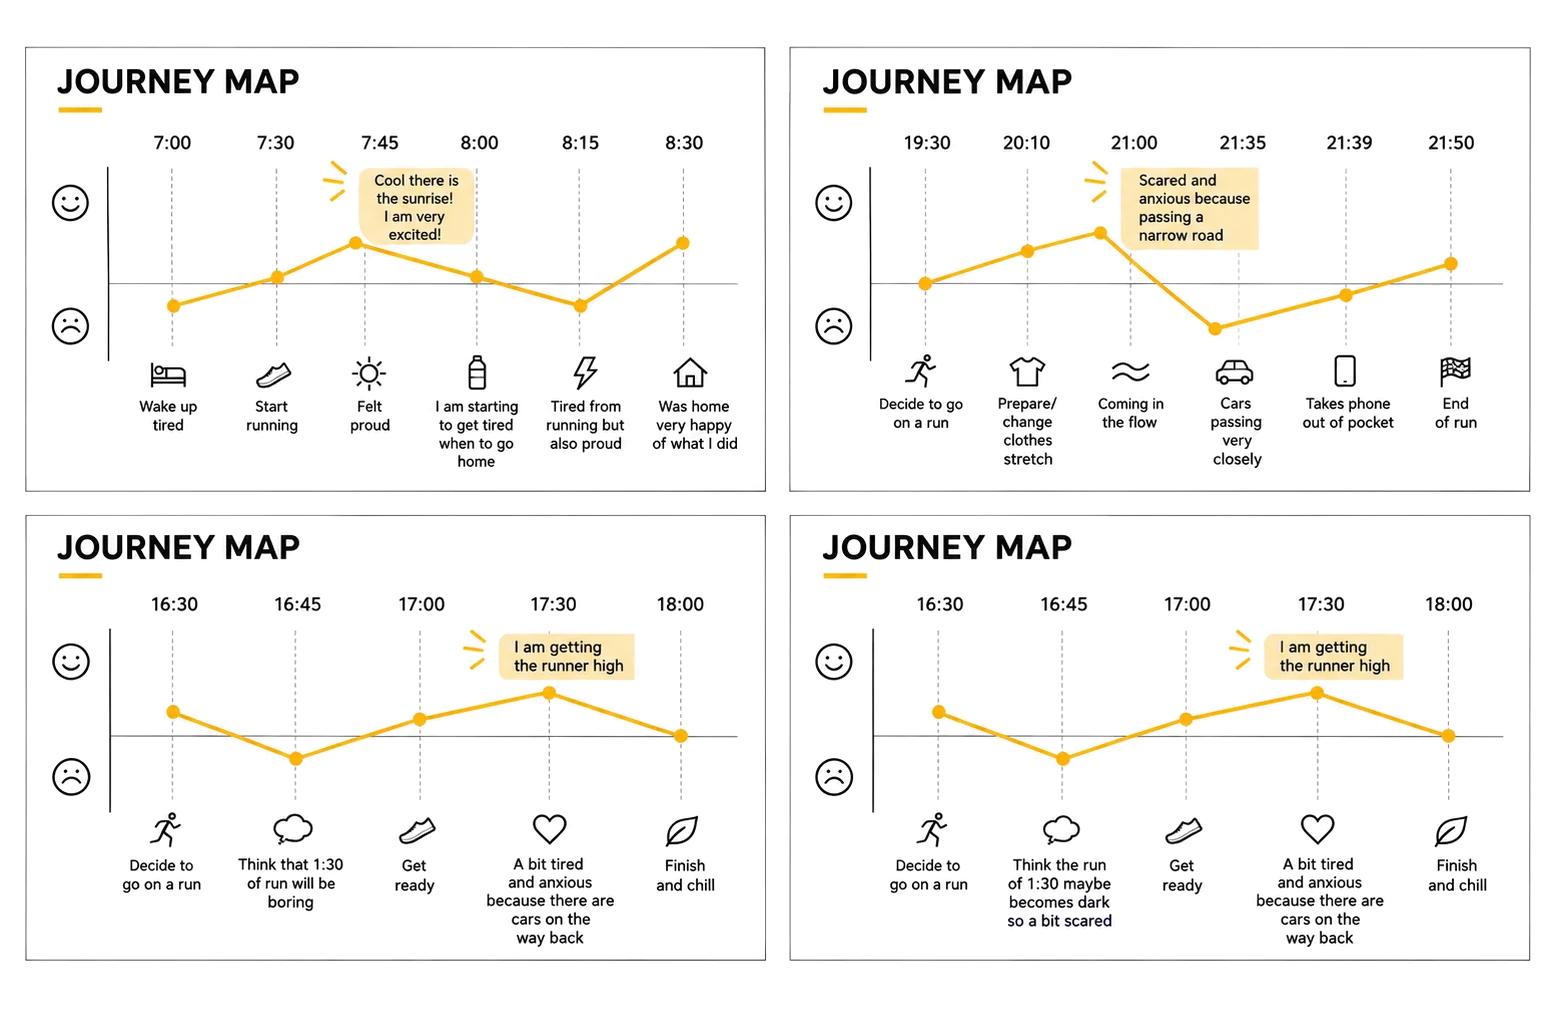 JOURNEY MAP
7:00 7:30 7:45 8:00 8:15 8:30
Cool there is
the sunrise!
I am very
excited!
Wake up
tired
Start
running
Felt
proud
I am starting
to get tired
when to go
home
Tired from
running but
also proud
Was home
very happy
of what I did
JOURNEY MAP
19:30 20:10 21:00 21:35 21:39 21:50
Scared and
anxious because
passing a
narrow road
Decide to go
on a run
Prepare/
change
clothes
stretch
Coming in
the flow
Cars
passing
very
closely
Takes phone
out of pocket
End
of run
JOURNEY MAP
16:30 16:45 17:00 17:30 18:00
I am getting
the runner high
Decide to
go on a run
Think that 1:30
of run will be
boring
Get
ready
A bit tired
and anxious
because there are
cars on the
way back
Finish
and chill
JOURNEY MAP
16:30 16:45 17:00 17:30 18:00
I am getting
the runner high
Decide to
go on a run
Think the run
of 1:30 maybe
becomes dark
so a bit scared
Get
ready
A bit tired
and anxious
because there are
cars on the
way back
Finish
and chill